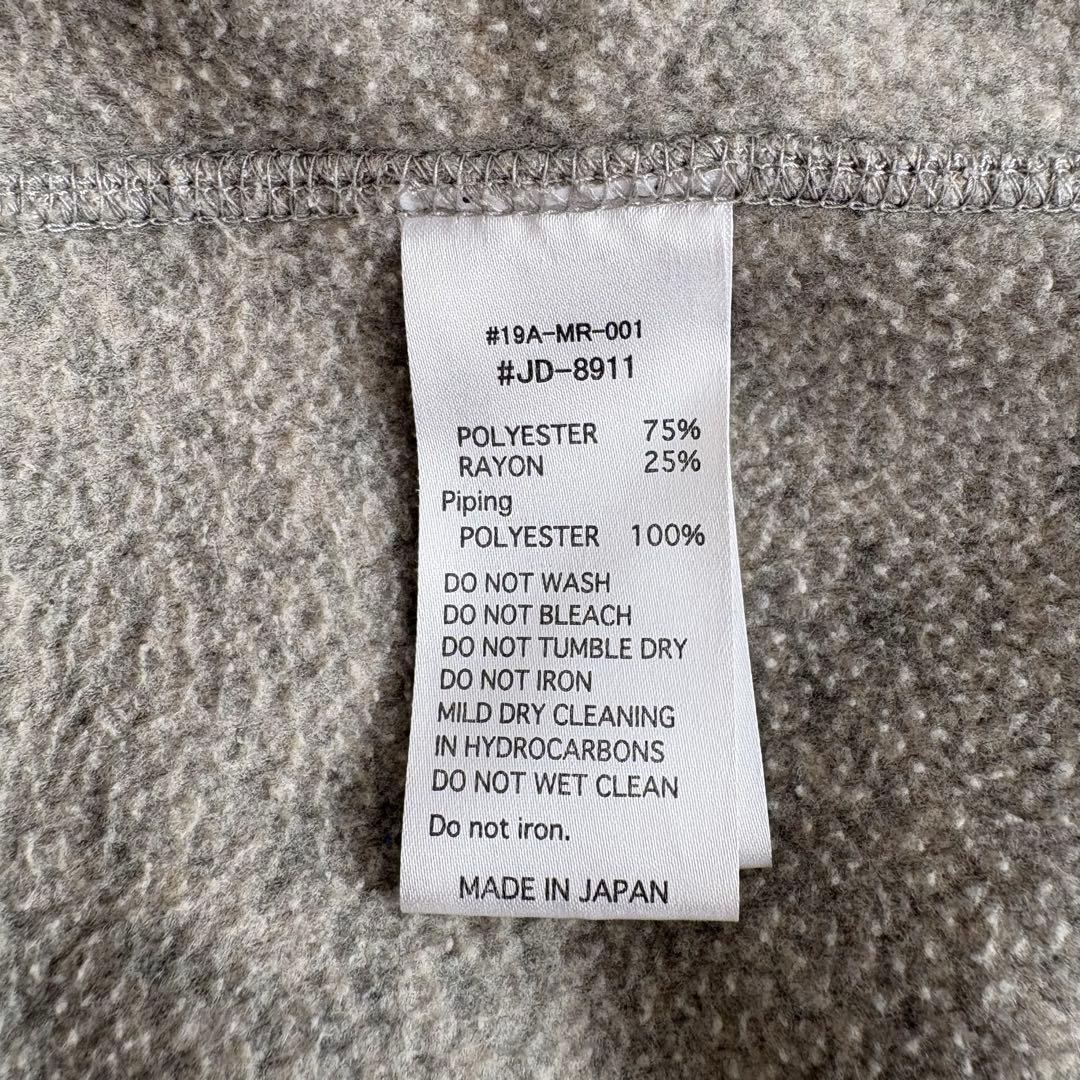 #19A-MR-001
#JD-8911
POLYESTER 75%
RAYON 25%
Piping
POLYESTER 100%
DO NOT WASH
DO NOT BLEACH
DO NOT TUMBLE DRY
DO NOT IRON
MILD DRY CLEANING
IN HYDROCARBONS
DO NOT WET CLEAN
Do not iron.
MADE IN JAPAN